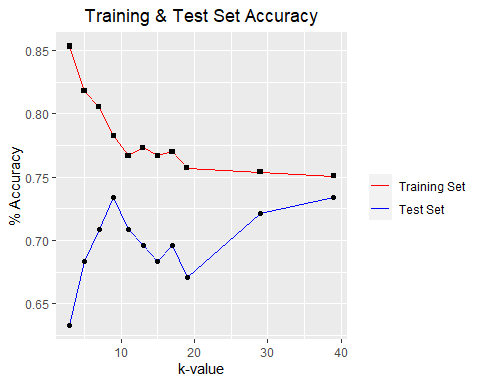 Training & Test Set Accuracy
% Accuracy
0.85
0.80
0.75
0.70
0.65
10 20 30 40
k-value
Training Set
Test Set